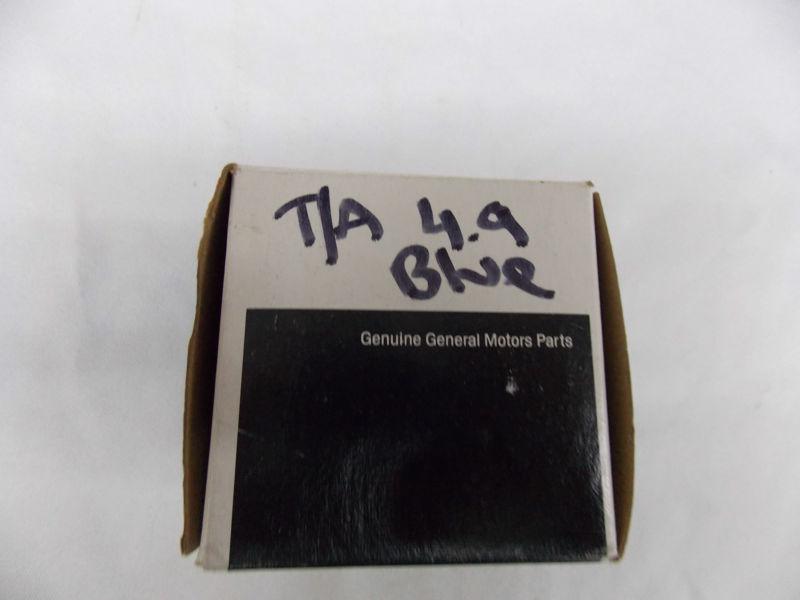 T/A 4.9
Blue
Genuine General Motors Parts